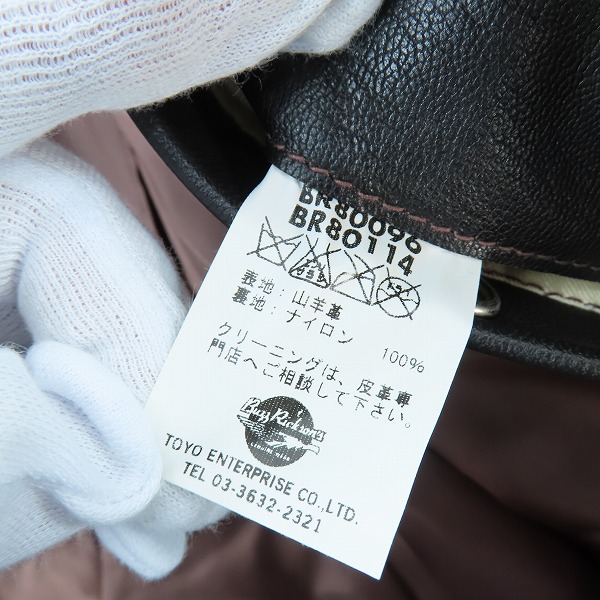 BR80096
BR80114
表地：山羊革
裏地：ナイロン 100%
クリーニングは、皮革専
門店へご相談して下さい。
Buzz Rickson's
TOYO ENTERPRISE CO.,LTD.
TEL 03-3632-2321